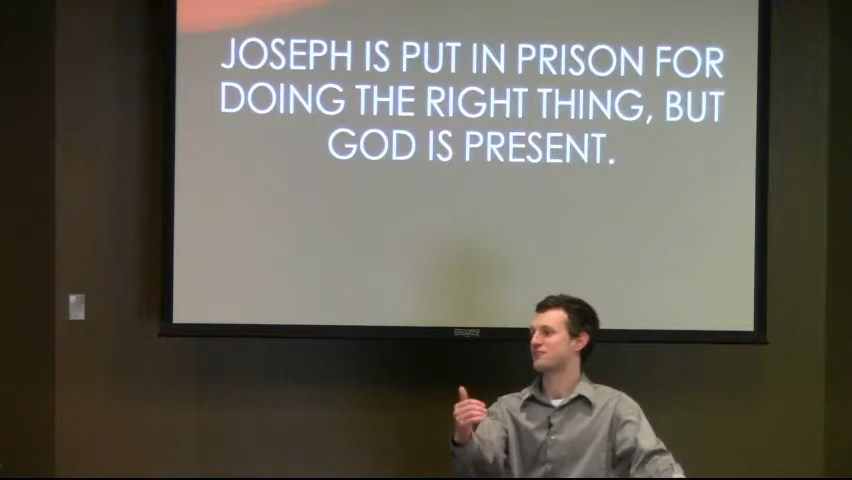 JOSEPH IS PUT IN PRISON FOR
DOING THE RIGHT THING, BUT
GOD IS PRESENT.